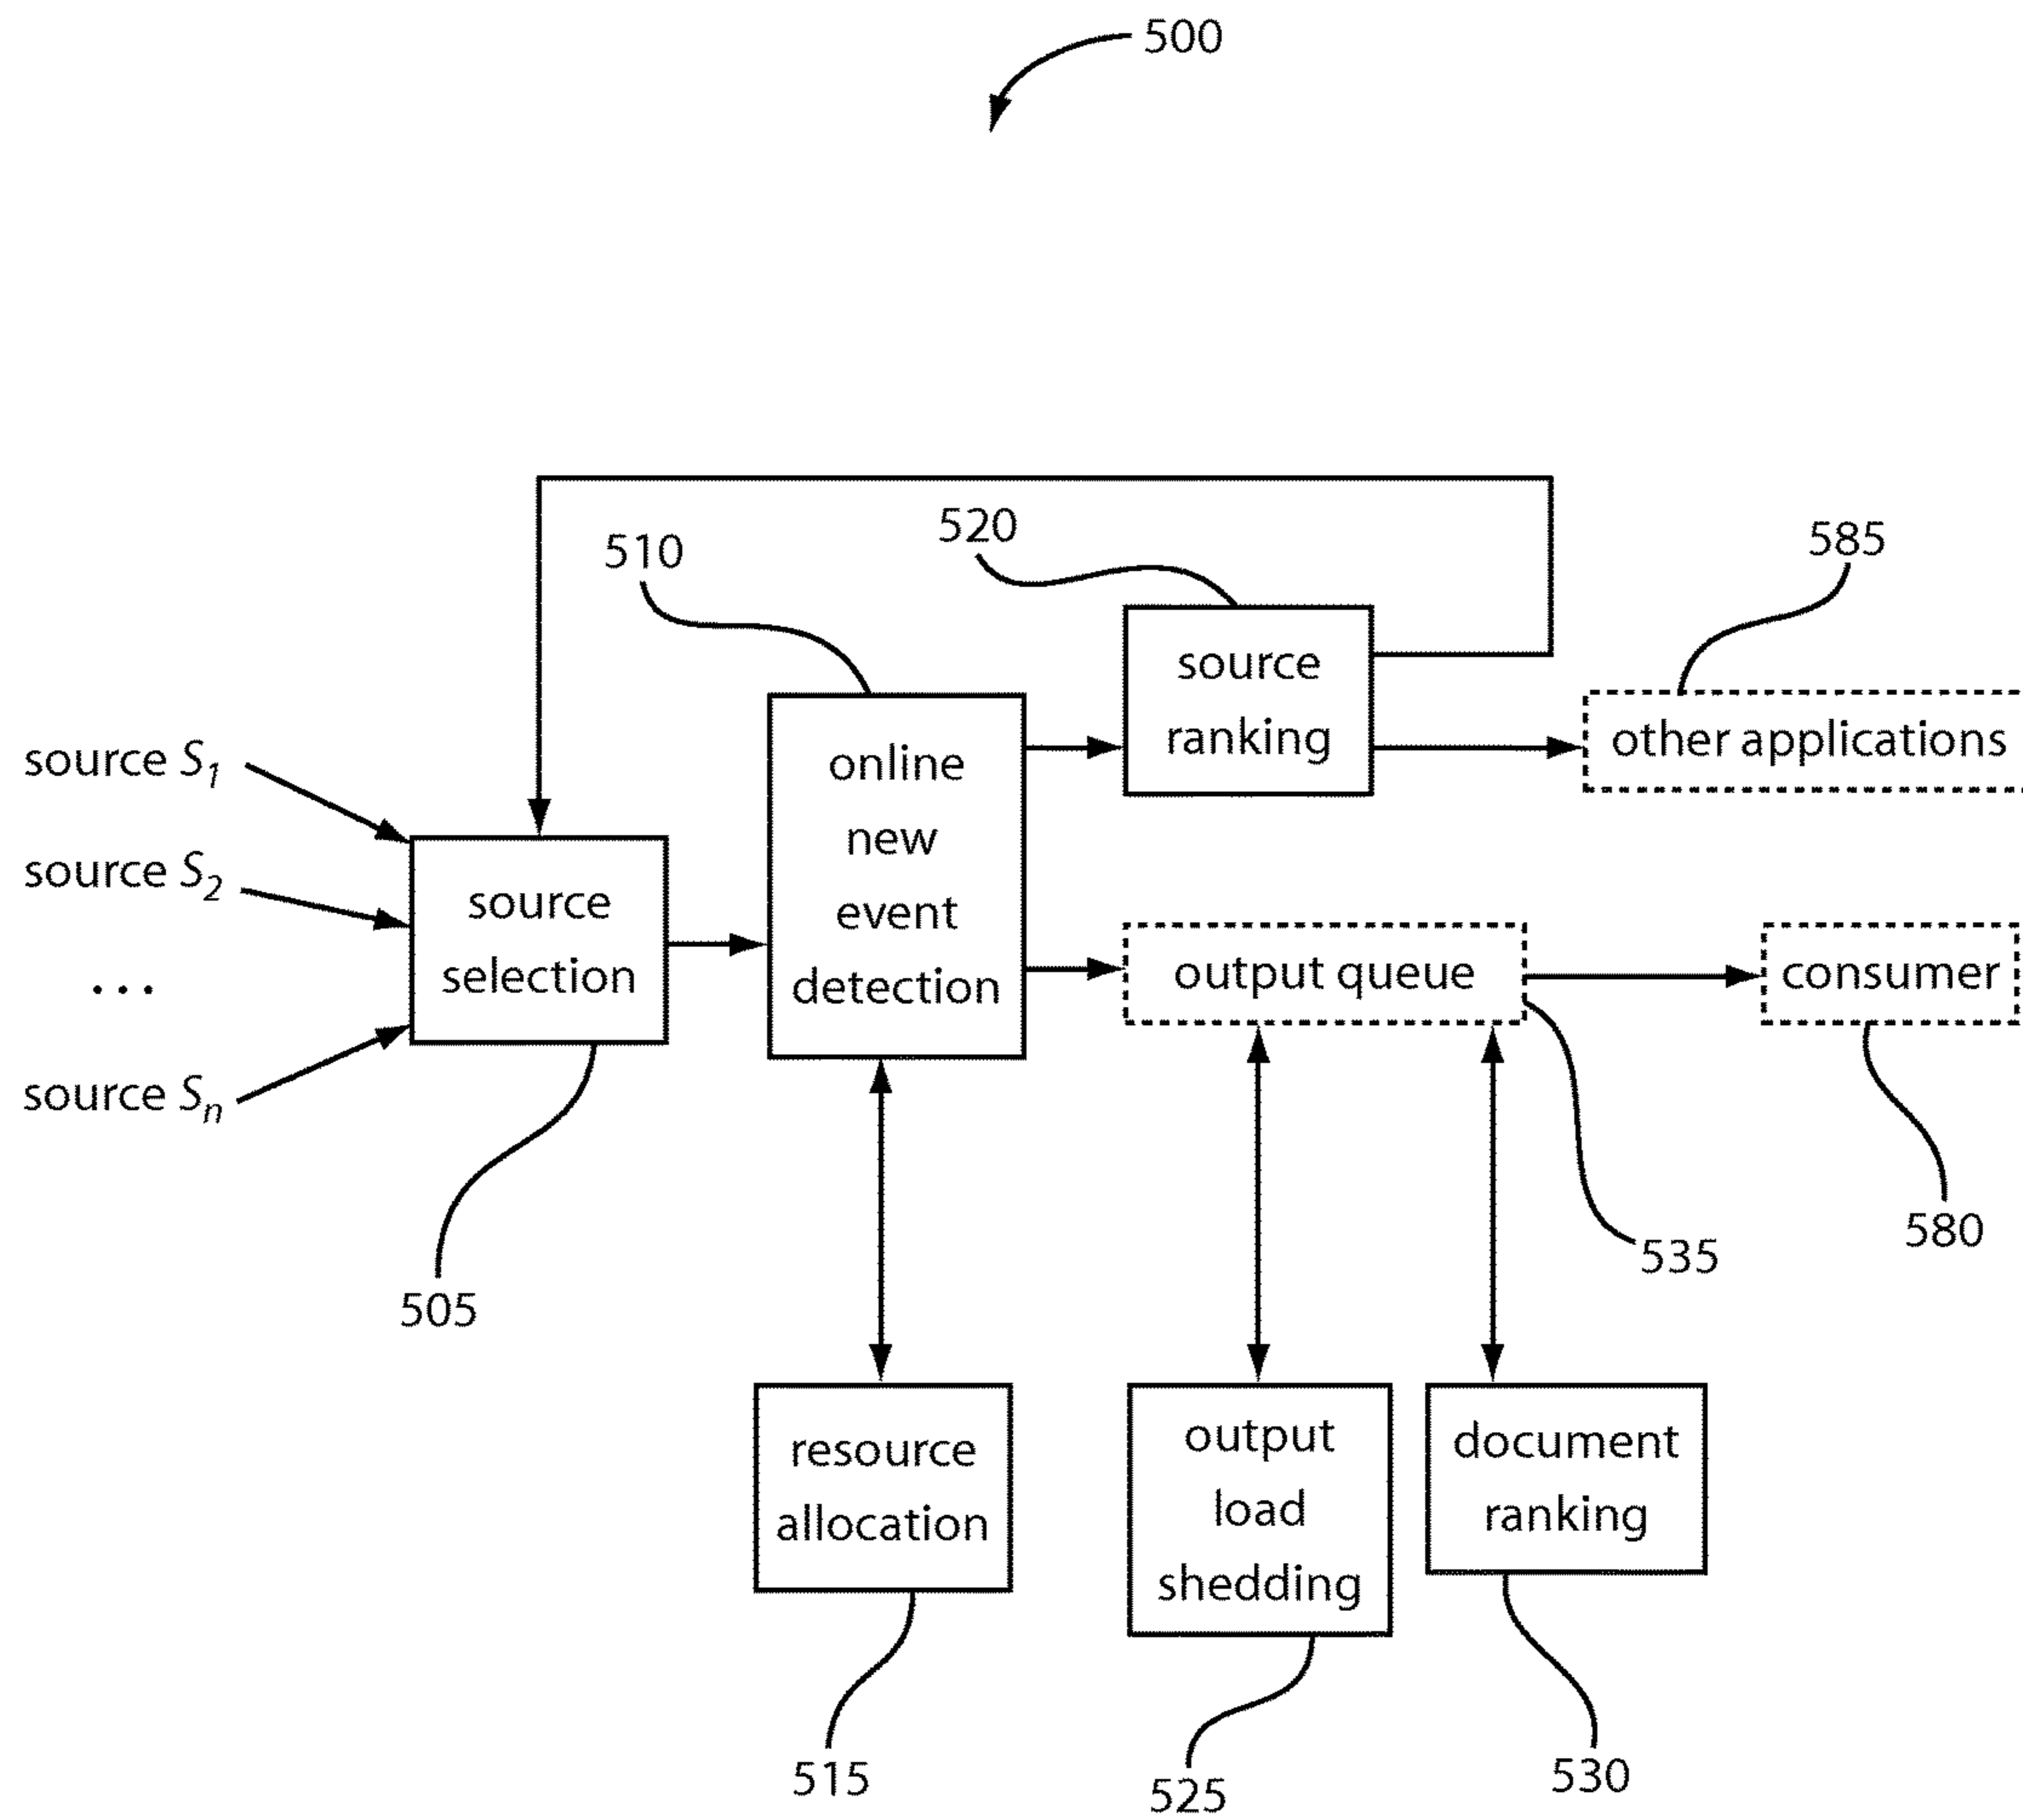 500
510
520
585
source
ranking
other applications
source S1
source S2
...
source Sn
source
selection
online
new
event
detection
output queue
consumer
505
535
580
resource
allocation
output
load
shedding
document
ranking
515
525
530